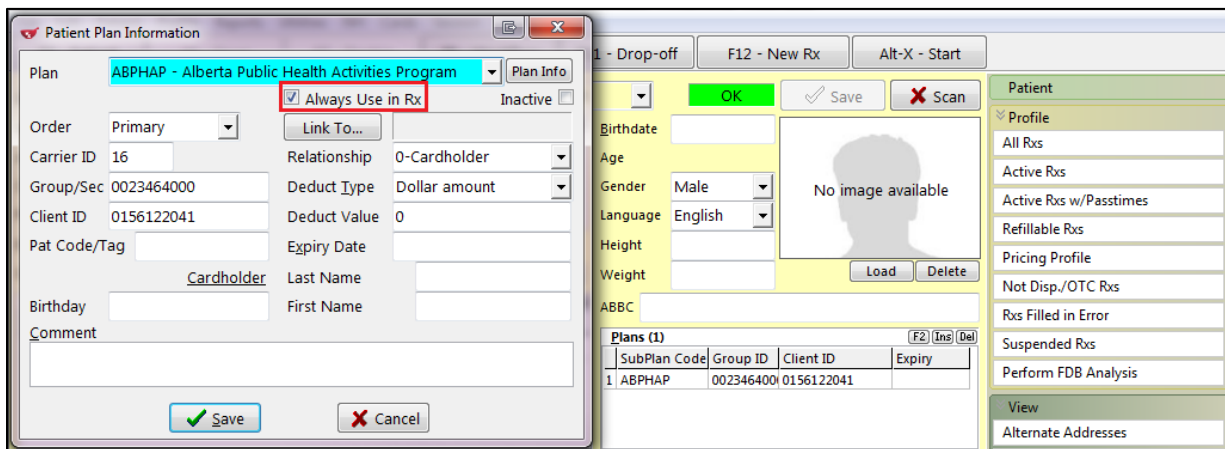 Patient Plan Information
Plan ABPHAP - Alberta Public Health Activities Program Plan Info
Always Use in Rx Inactive
Order Primary Link To...
Carrier ID 16 Relationship 0-Cardholder
Group/Sec 0023464000 Deduct Type Dollar amount
Client ID 0156122041 Deduct Value 0
Pat Code/Tag Expiry Date
Cardholder Last Name
Birthday First Name
Comment
Save Cancel
1 - Drop-off F12 - New Rx Alt-X - Start
OK Save Scan
Birthdate
Age
Gender Male
Language English
Height
Weight
No image available
Load Delete
ABBC
Plans (1) F2 Ins Del
SubPlan Code Group ID Client ID Expiry
1 ABPHAP 002346400 0156122041
Patient
Profile
All Rxs
Active Rxs
Active Rxs w/Passtimes
Refillable Rxs
Pricing Profile
Not Disp./OTC Rxs
Rxs Filled in Error
Suspended Rxs
Perform FDB Analysis
View
Alternate Addresses